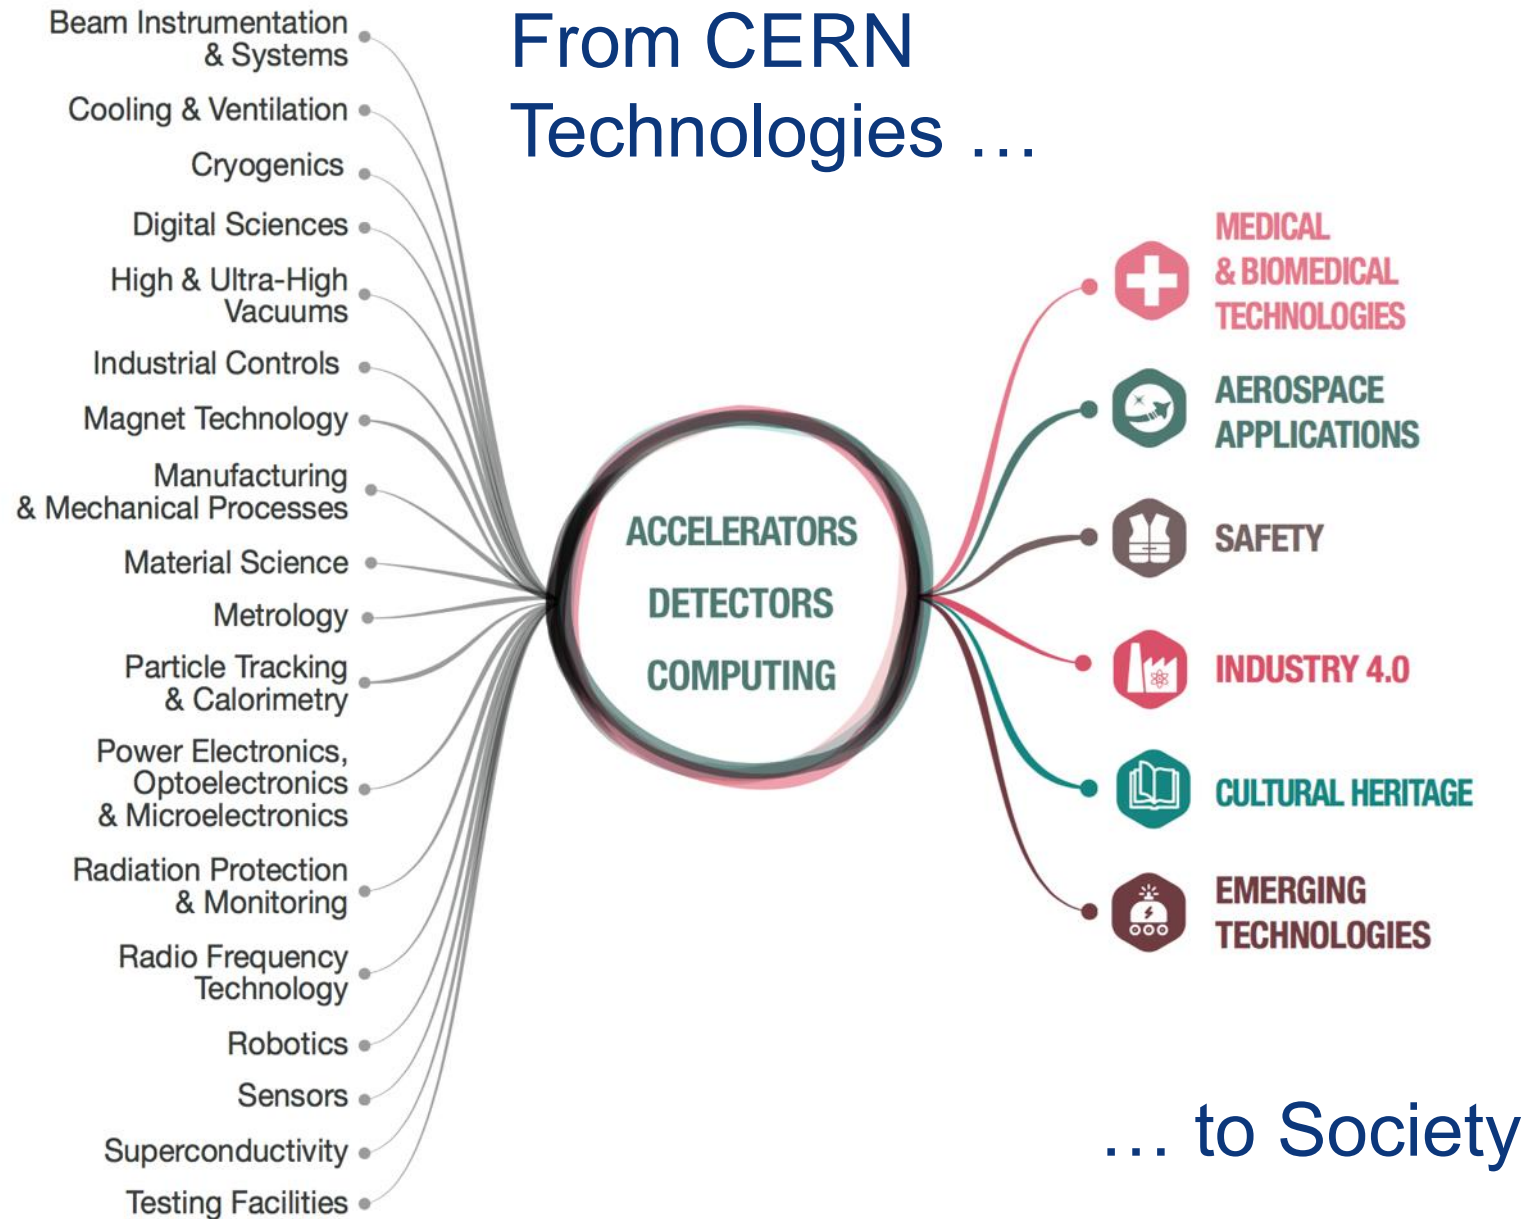 From CERN
Technologies …
Beam Instrumentation
& Systems
Cooling & Ventilation
Cryogenics
Digital Sciences
High & Ultra-High
Vacuums
Industrial Controls
Magnet Technology
Manufacturing
& Mechanical Processes
Material Science
Metrology
Particle Tracking
& Calorimetry
Power Electronics,
Optoelectronics
& Microelectronics
Radiation Protection
& Monitoring
Radio Frequency
Technology
Robotics
Sensors
Superconductivity
Testing Facilities
ACCELERATORS
DETECTORS
COMPUTING
MEDICAL
& BIOMEDICAL
TECHNOLOGIES
AEROSPACE
APPLICATIONS
SAFETY
INDUSTRY 4.0
CULTURAL HERITAGE
EMERGING
TECHNOLOGIES
… to Society